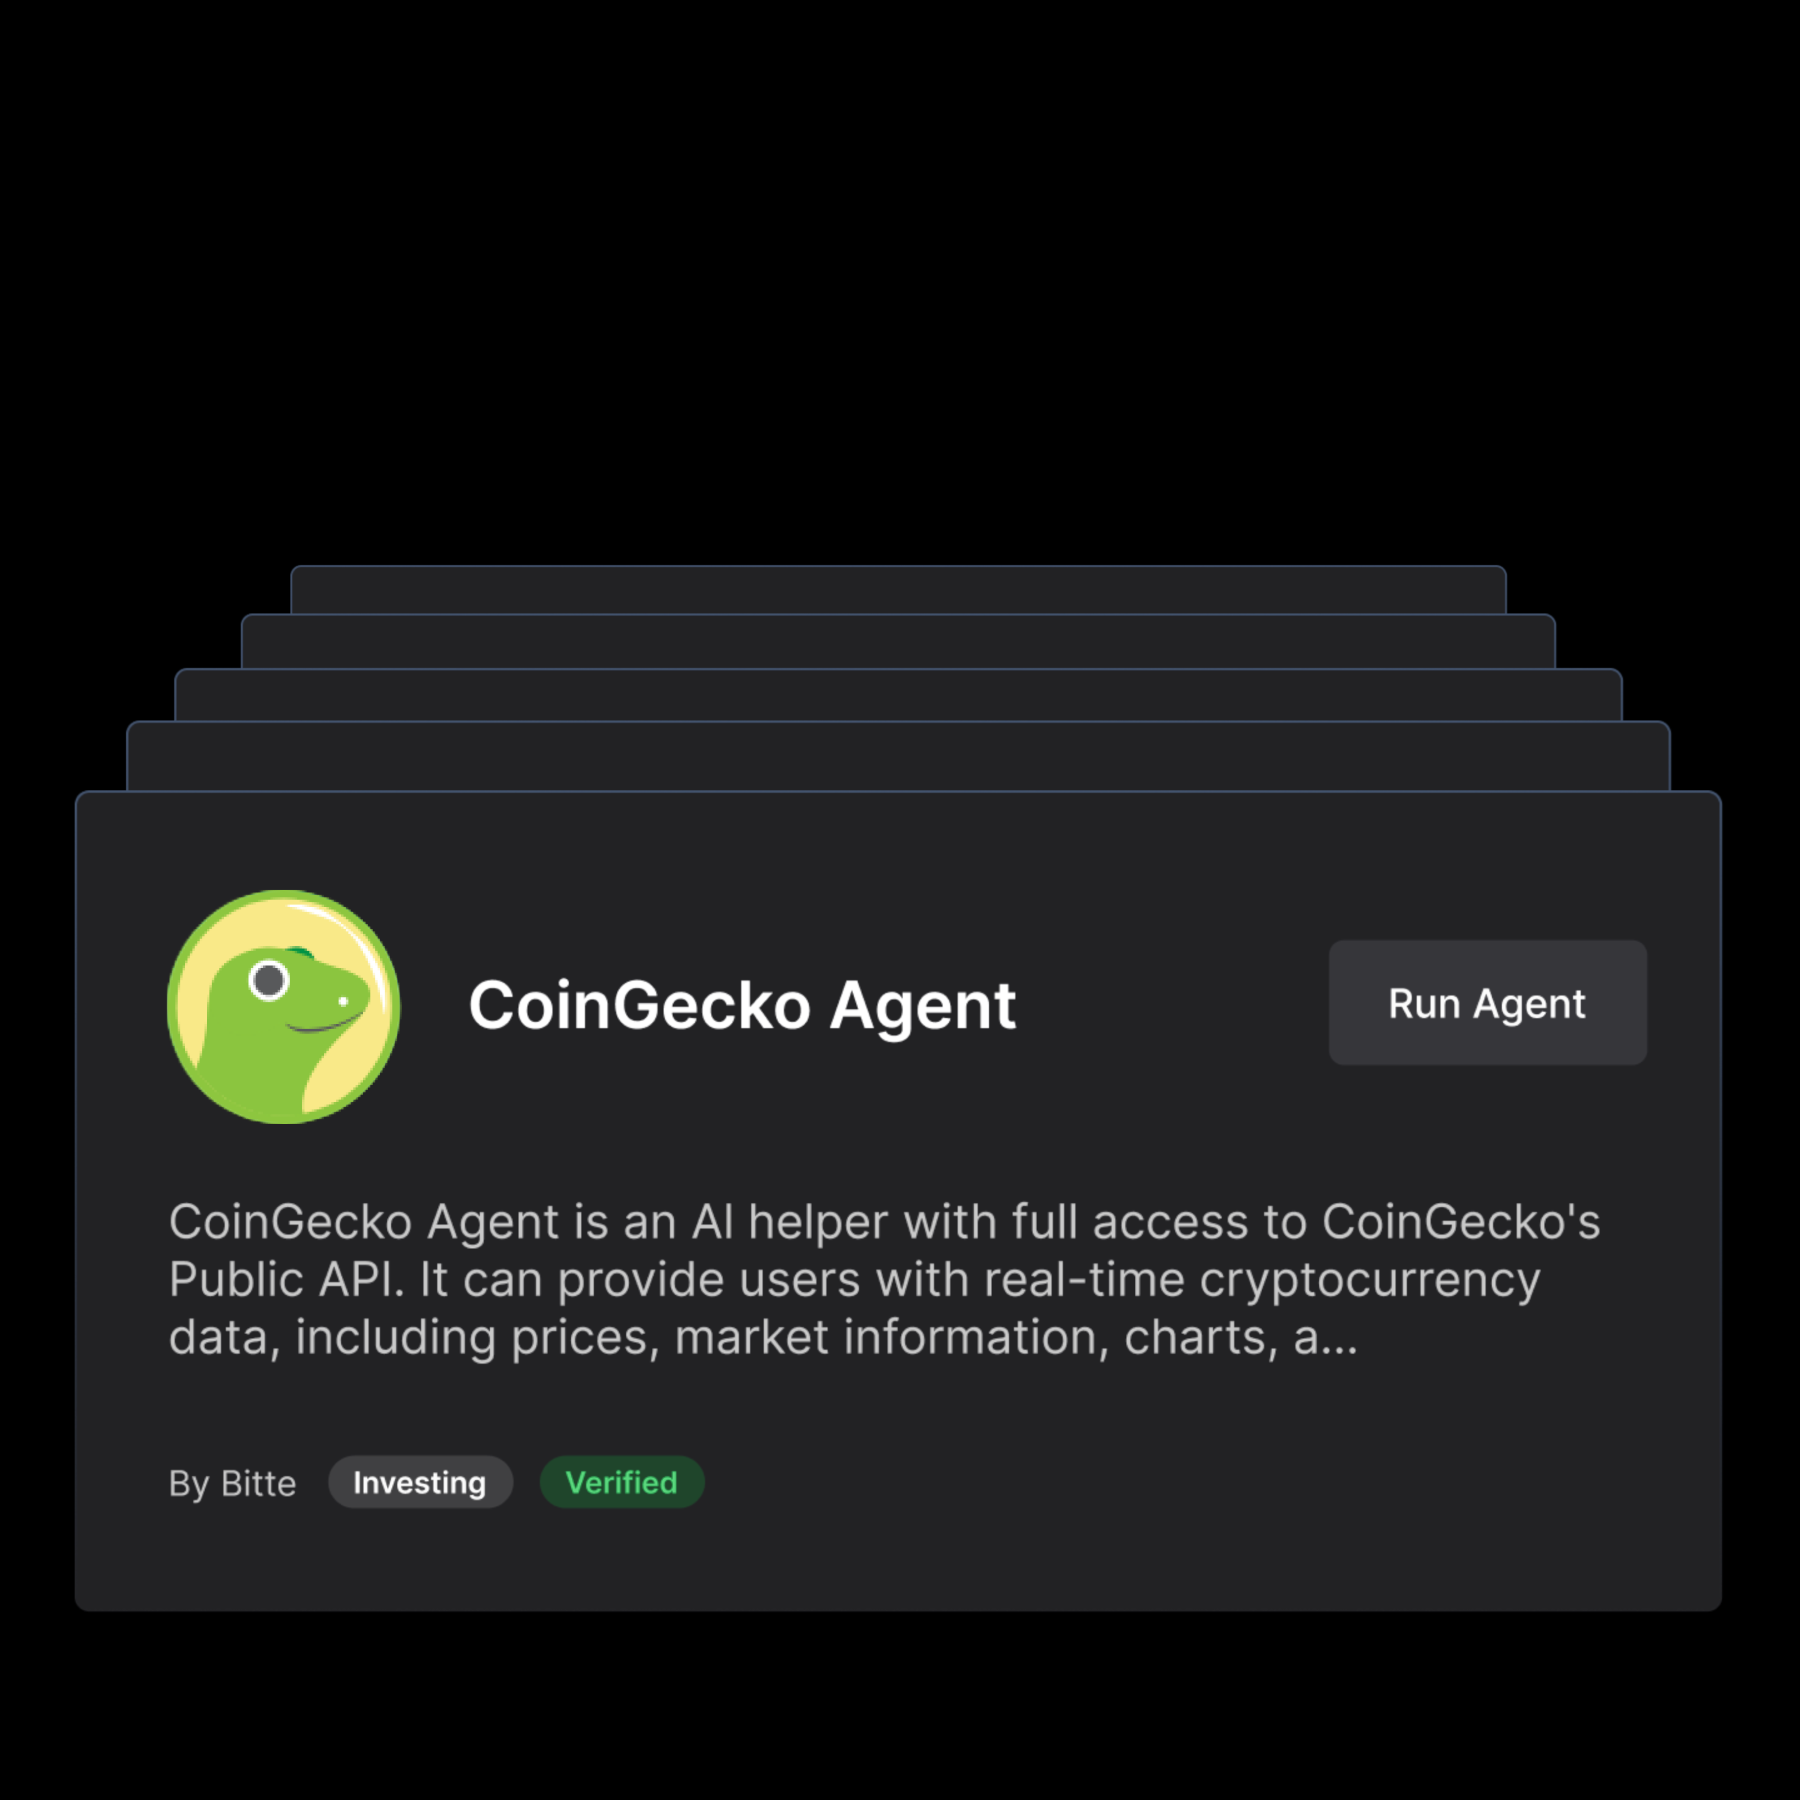 CoinGecko Agent
Run Agent
CoinGecko Agent is an AI helper with full access to CoinGecko's
Public API. It can provide users with real-time cryptocurrency
data, including prices, market information, charts, a...
By Bitte Investing Verified